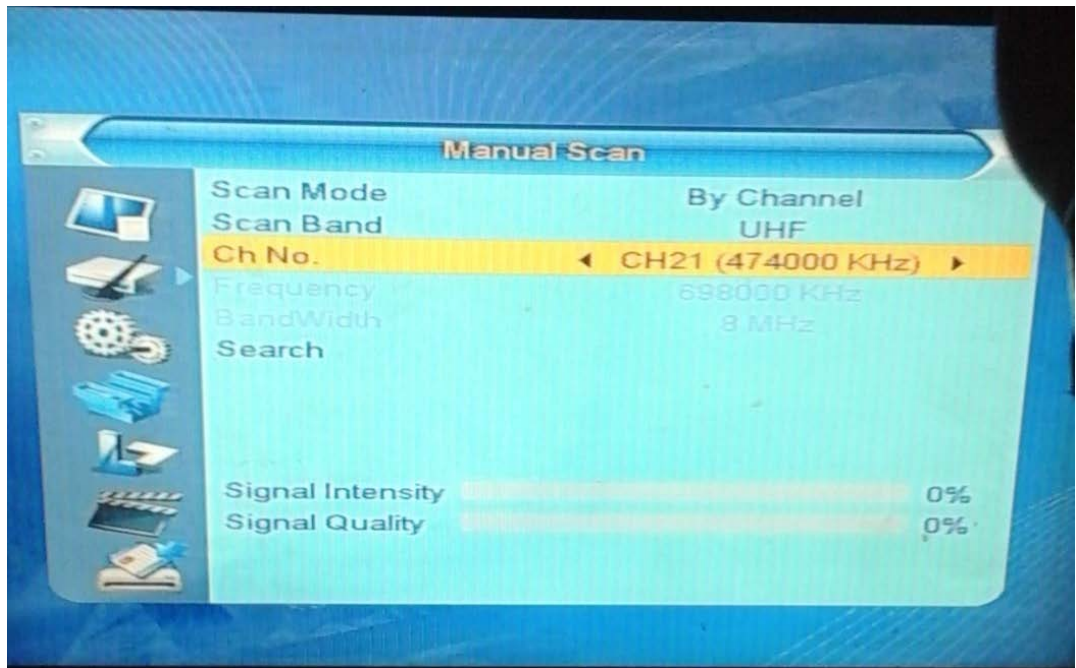 Manual Scan
Scan Mode By Channel
Scan Band UHF
Ch No. CH21 (474000 KHz)
Frequency 698000 KHz
BandWidth 8 MHz
Search
Signal Intensity 0%
Signal Quality 0%